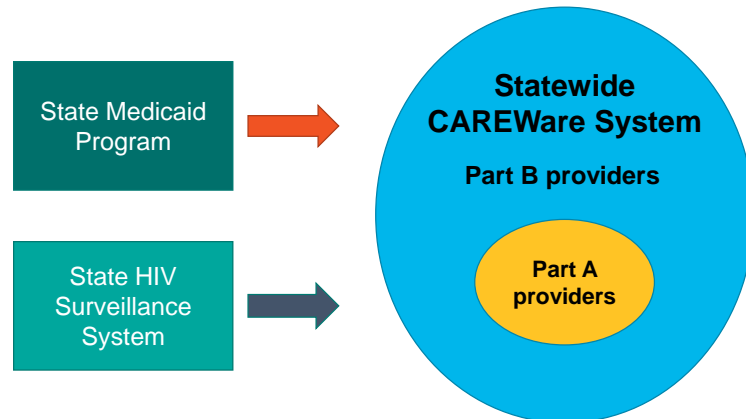 State Medicaid
Program
State HIV
Surveillance
System
Statewide
CAREWare System
Part B providers
Part A
providers